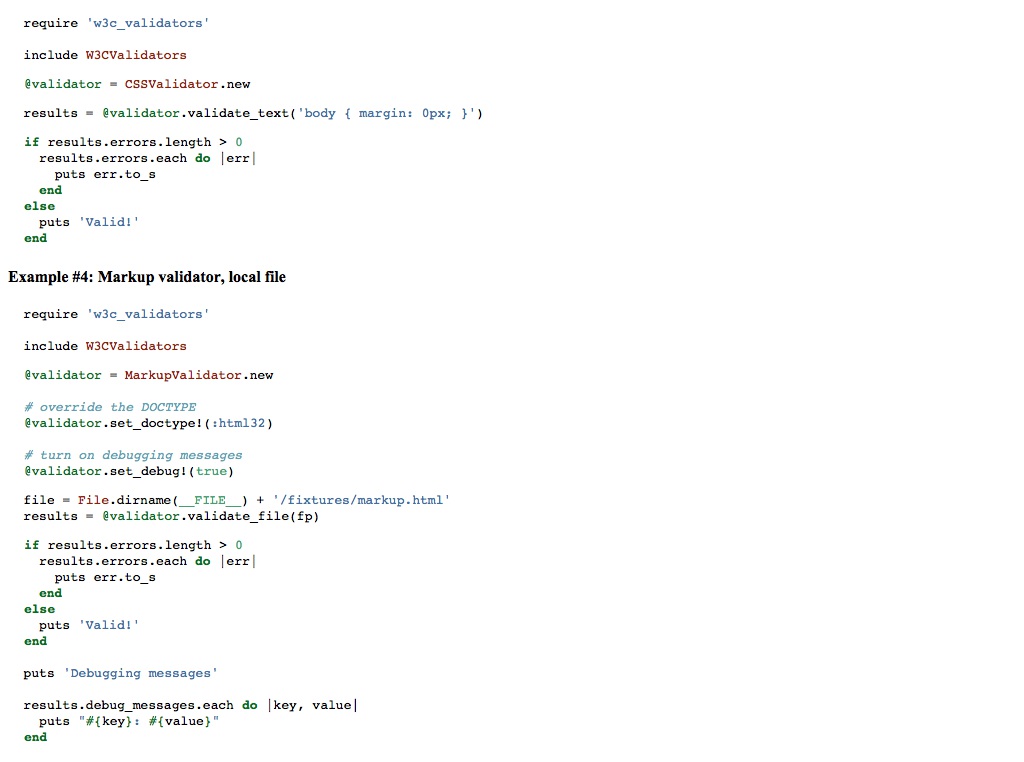 require 'w3c_validators'
include W3CValidators
@validator = CSSValidator.new
results = @validator.validate_text('body { margin: 0px; }')
if results.errors.length > 0
  results.errors.each do |err|
    puts err.to_s
  end
else
  puts 'Valid!'
end
Example #4: Markup validator, local file
require 'w3c_validators'
include W3CValidators
@validator = MarkupValidator.new
# override the DOCTYPE
@validator.set_doctype!(:html32)
# turn on debugging messages
@validator.set_debug!(true)
file = File.dirname(__FILE__) + '/fixtures/markup.html'
results = @validator.validate_file(fp)
if results.errors.length > 0
  results.errors.each do |err|
    puts err.to_s
  end
else
  puts 'Valid!'
end
puts 'Debugging messages'
results.debug_messages.each do |key, value|
  puts "#{key}: #{value}"
end